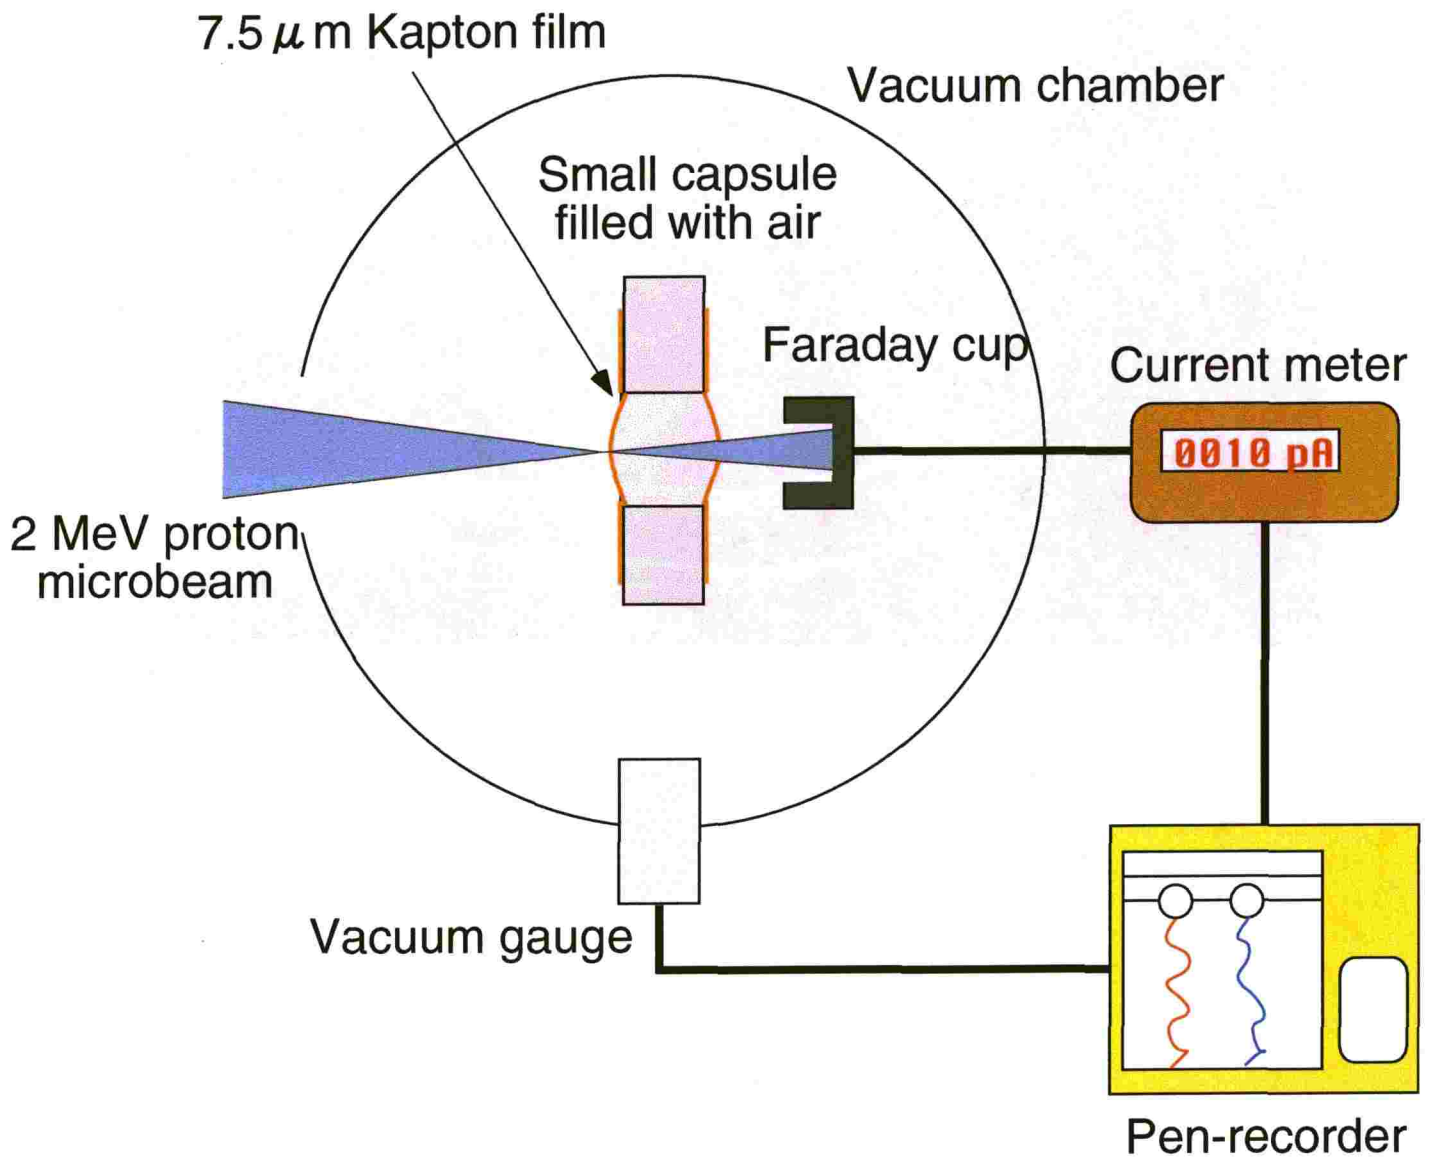 7.5 μm Kapton film
Vacuum chamber
Small capsule
filled with air
Faraday cup
Current meter
0010 pA
2 MeV proton
microbeam
Vacuum gauge
Pen-recorder